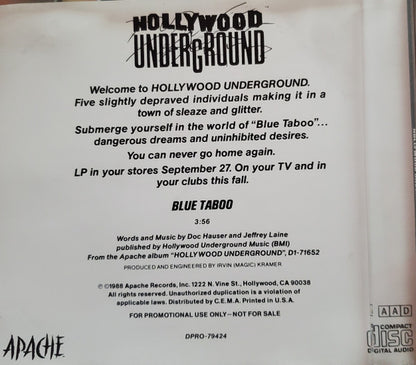 HOLLYWOOD
UNDERGROUND
Welcome to HOLLYWOOD UNDERGROUND.
Five slightly depraved individuals making it in a
town of sleaze and glitter.
Submerge yourself in the world of "Blue Taboo"...
dangerous dreams and uninhibited desires.
You can never go home again.
LP in your stores September 27. On your TV and in
your clubs this fall.
BLUE TABOO
3:56
Words and Music by Doc Hauser and Jeffrey Laine
published by Hollywood Underground Music (BMI)
From the Apache album "HOLLYWOOD UNDERGROUND", D1-71652
PRODUCED AND ENGINEERED BY IRVIN (MAGIC) KRAMER
℗ ©1988 Apache Records, Inc. 1222 N. Vine St., Hollywood, CA 90038
All rights reserved. Unauthorized duplication is a violation of
applicable laws. Distributed by C.E.M.A. Printed in U.S.A.
FOR PROMOTIONAL USE ONLY–NOT FOR SALE
DPRO-79424
APACHE
AAD
COMPACT
disc
DIGITAL AUDIO